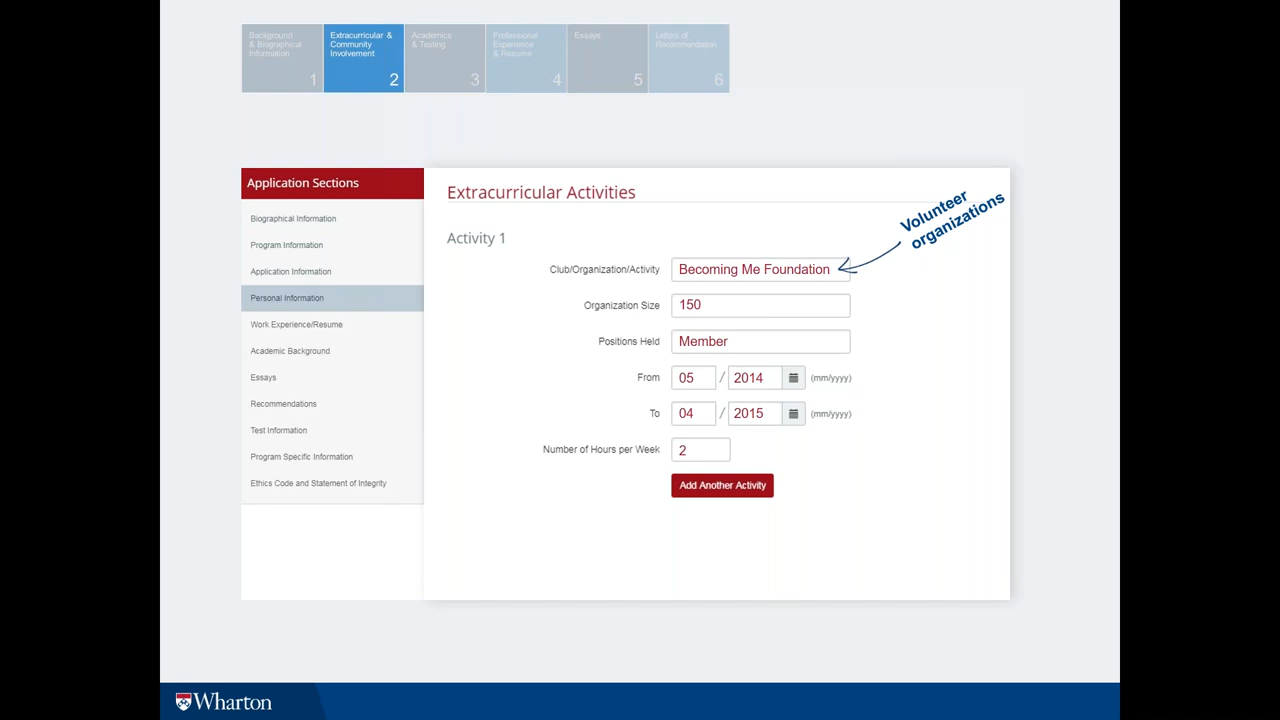 Background
& Biographical
Information
1
Extracurricular &
Community
Involvement
2
Academics
& Testing
3
Professional
Experience
& Resume
4
Essays
5
Letters of
Recommendation
6
Application Sections
Biographical Information
Program Information
Application Information
Personal Information
Work Experience/Resume
Academic Background
Essays
Recommendations
Test Information
Program Specific Information
Ethics Code and Statement of Integrity
Extracurricular Activities
Volunteer
organizations
Activity 1
Club/Organization/Activity Becoming Me Foundation
Organization Size 150
Positions Held Member
From 05 / 2014 (mm/yyyy)
To 04 / 2015 (mm/yyyy)
Number of Hours per Week 2
Add Another Activity
Wharton